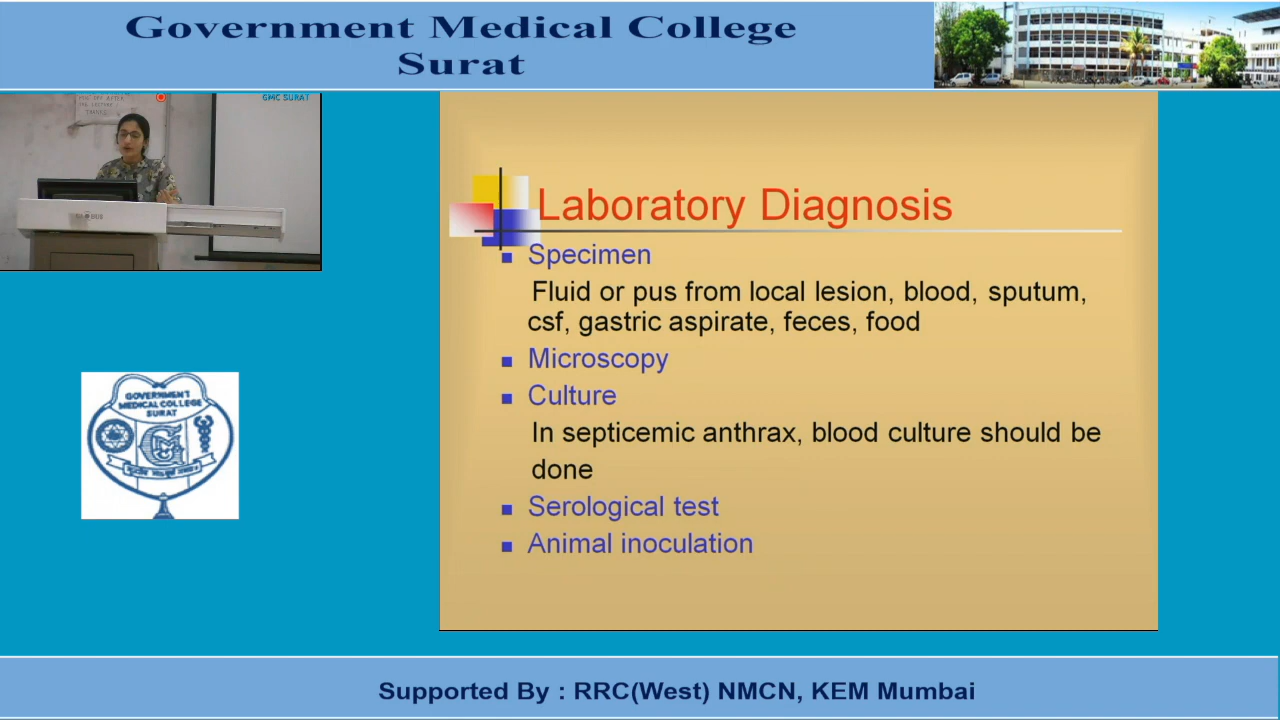 Government Medical College
Surat
GMC SURAT
Laboratory Diagnosis
Specimen
Fluid or pus from local lesion, blood, sputum,
csf, gastric aspirate, feces, food
Microscopy
Culture
In septicemic anthrax, blood culture should be
done
Serological test
Animal inoculation
GOVERNMENT
MEDICAL COLLEGE
SURAT
Supported By : RRC(West) NMCN, KEM Mumbai